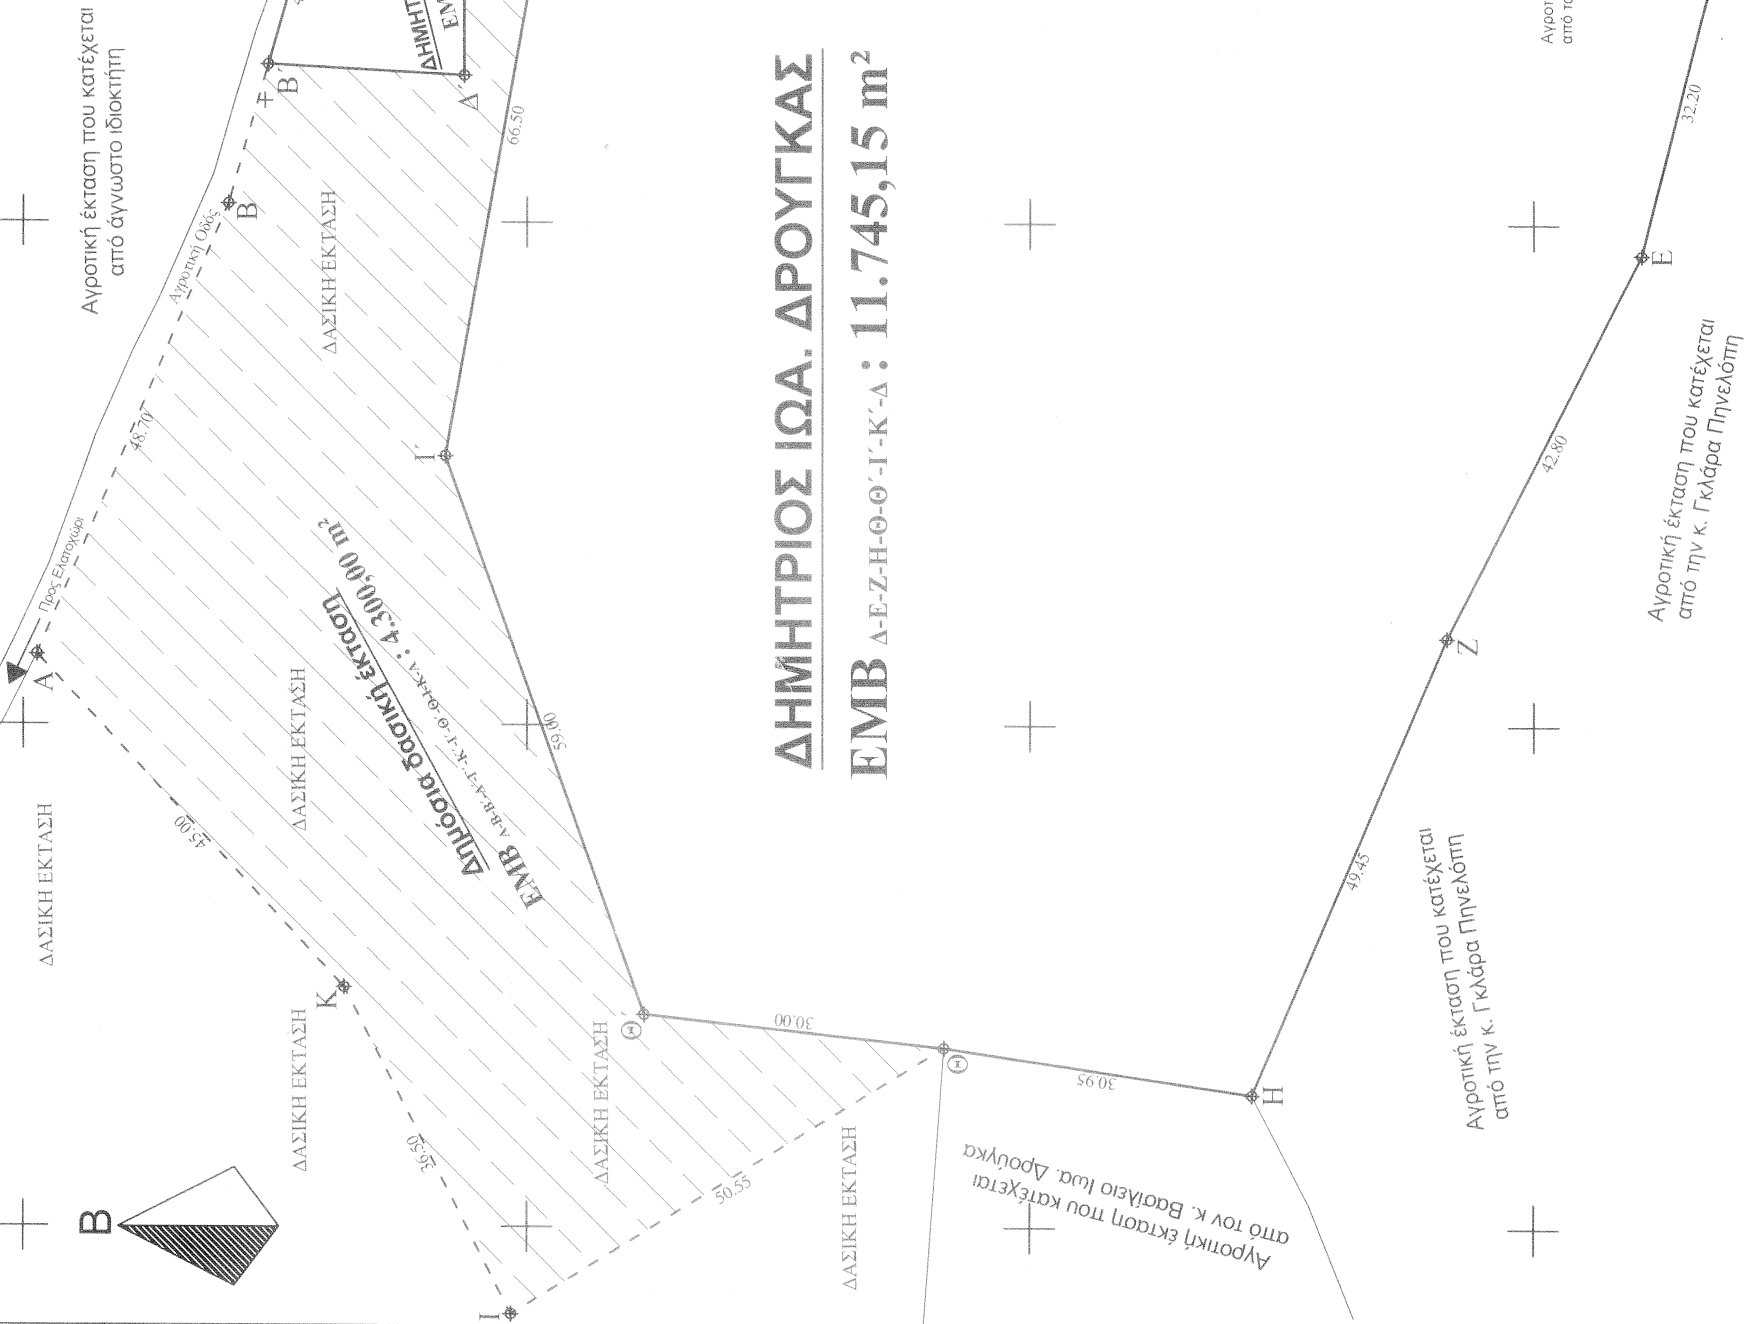 Αγροτική έκταση που κατέχεται
από άγνωστο ιδιοκτήτη
Προς Ελατοχώρι
Αγροτική Οδός
Α
Β
Β΄
Δ΄
Ι΄
Κ
Ι
Θ
Θ
Η
Ζ
Ε
48.70
66.50
59.00
45.00
36.50
50.55
30.00
30.95
49.45
42.80
32.20
ΔΑΣΙΚΗ ΕΚΤΑΣΗ
ΔΑΣΙΚΗ ΕΚΤΑΣΗ
ΔΑΣΙΚΗ ΕΚΤΑΣΗ
ΔΑΣΙΚΗ ΕΚΤΑΣΗ
ΔΑΣΙΚΗ ΕΚΤΑΣΗ
ΔΑΣΙΚΗ ΕΚΤΑΣΗ
Δημόσια δασική έκταση
ΕΜΒ : 4.300,00 m²
ΔΗΜΗΤΡΙΟΣ ΙΩΑ. ΔΡΟΥΓΚΑΣ
ΕΜΒ Δ-Ε-Ζ-Η-Θ-Θ΄-Ι΄-Κ΄-Δ : 11.745,15 m²
Αγροτική έκταση που κατέχεται
από τον κ. Βασίλειο Ιωα. Δρούγκα
Αγροτική έκταση που κατέχεται
από την κ. Γκλάρα Πηνελόπη
Αγροτική έκταση που κατέχεται
από την κ. Γκλάρα Πηνελόπη
Β